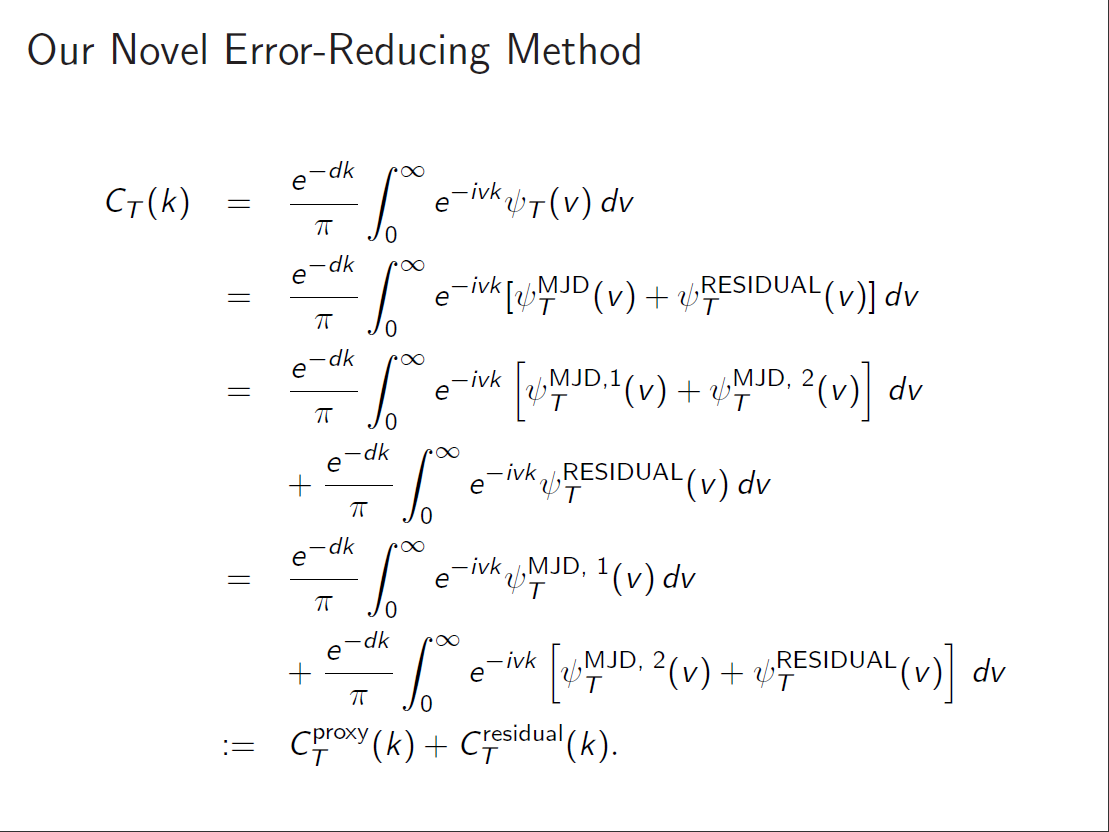 Our Novel Error-Reducing Method
$C_T(k) = \frac{e^{-dk}}{\pi} \int_0^\infty e^{-ivk} \psi_T(v)\, dv$
$= \frac{e^{-dk}}{\pi} \int_0^\infty e^{-ivk} [\psi_T^{\text{MJD}}(v) + \psi_T^{\text{RESIDUAL}}(v)]\, dv$
$= \frac{e^{-dk}}{\pi} \int_0^\infty e^{-ivk} \left[\psi_T^{\text{MJD,1}}(v) + \psi_T^{\text{MJD, 2}}(v)\right] dv$
$+ \frac{e^{-dk}}{\pi} \int_0^\infty e^{-ivk} \psi_T^{\text{RESIDUAL}}(v)\, dv$
$= \frac{e^{-dk}}{\pi} \int_0^\infty e^{-ivk} \psi_T^{\text{MJD, 1}}(v)\, dv$
$+ \frac{e^{-dk}}{\pi} \int_0^\infty e^{-ivk} \left[\psi_T^{\text{MJD, 2}}(v) + \psi_T^{\text{RESIDUAL}}(v)\right] dv$
$:= C_T^{\text{proxy}}(k) + C_T^{\text{residual}}(k).$